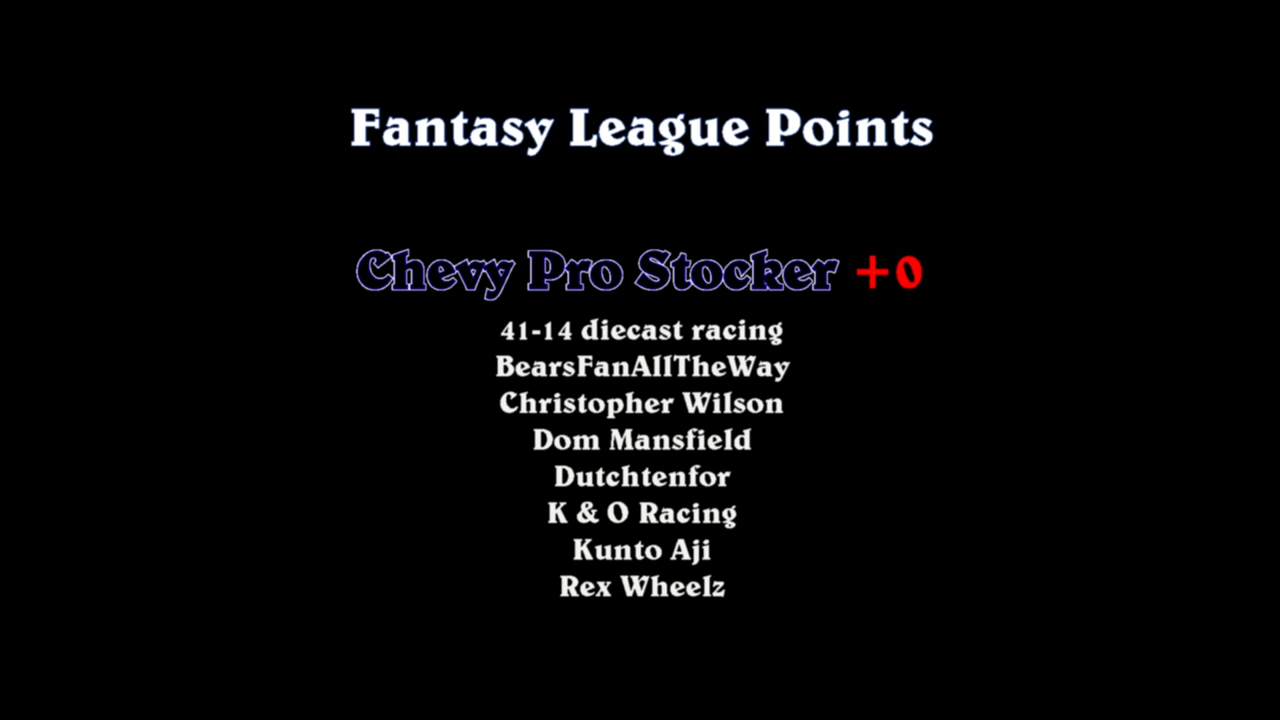 Fantasy League Points
Chevy Pro Stocker +0
41-14 diecast racing
BearsFanAllTheWay
Christopher Wilson
Dom Mansfield
Dutchtenfor
K & O Racing
Kunto Aji
Rex Wheelz